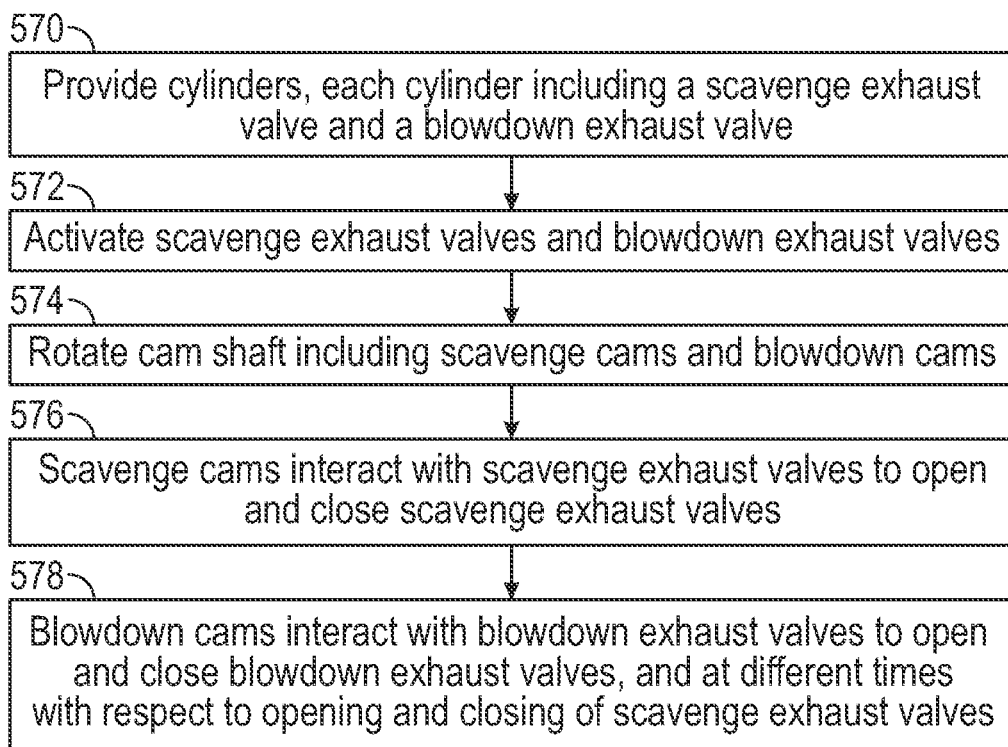 570
Provide cylinders, each cylinder including a scavenge exhaust
valve and a blowdown exhaust valve
572
Activate scavenge exhaust valves and blowdown exhaust valves
574
Rotate cam shaft including scavenge cams and blowdown cams
576
Scavenge cams interact with scavenge exhaust valves to open
and close scavenge exhaust valves
578
Blowdown cams interact with blowdown exhaust valves to open
and close blowdown exhaust valves, and at different times
with respect to opening and closing of scavenge exhaust valves